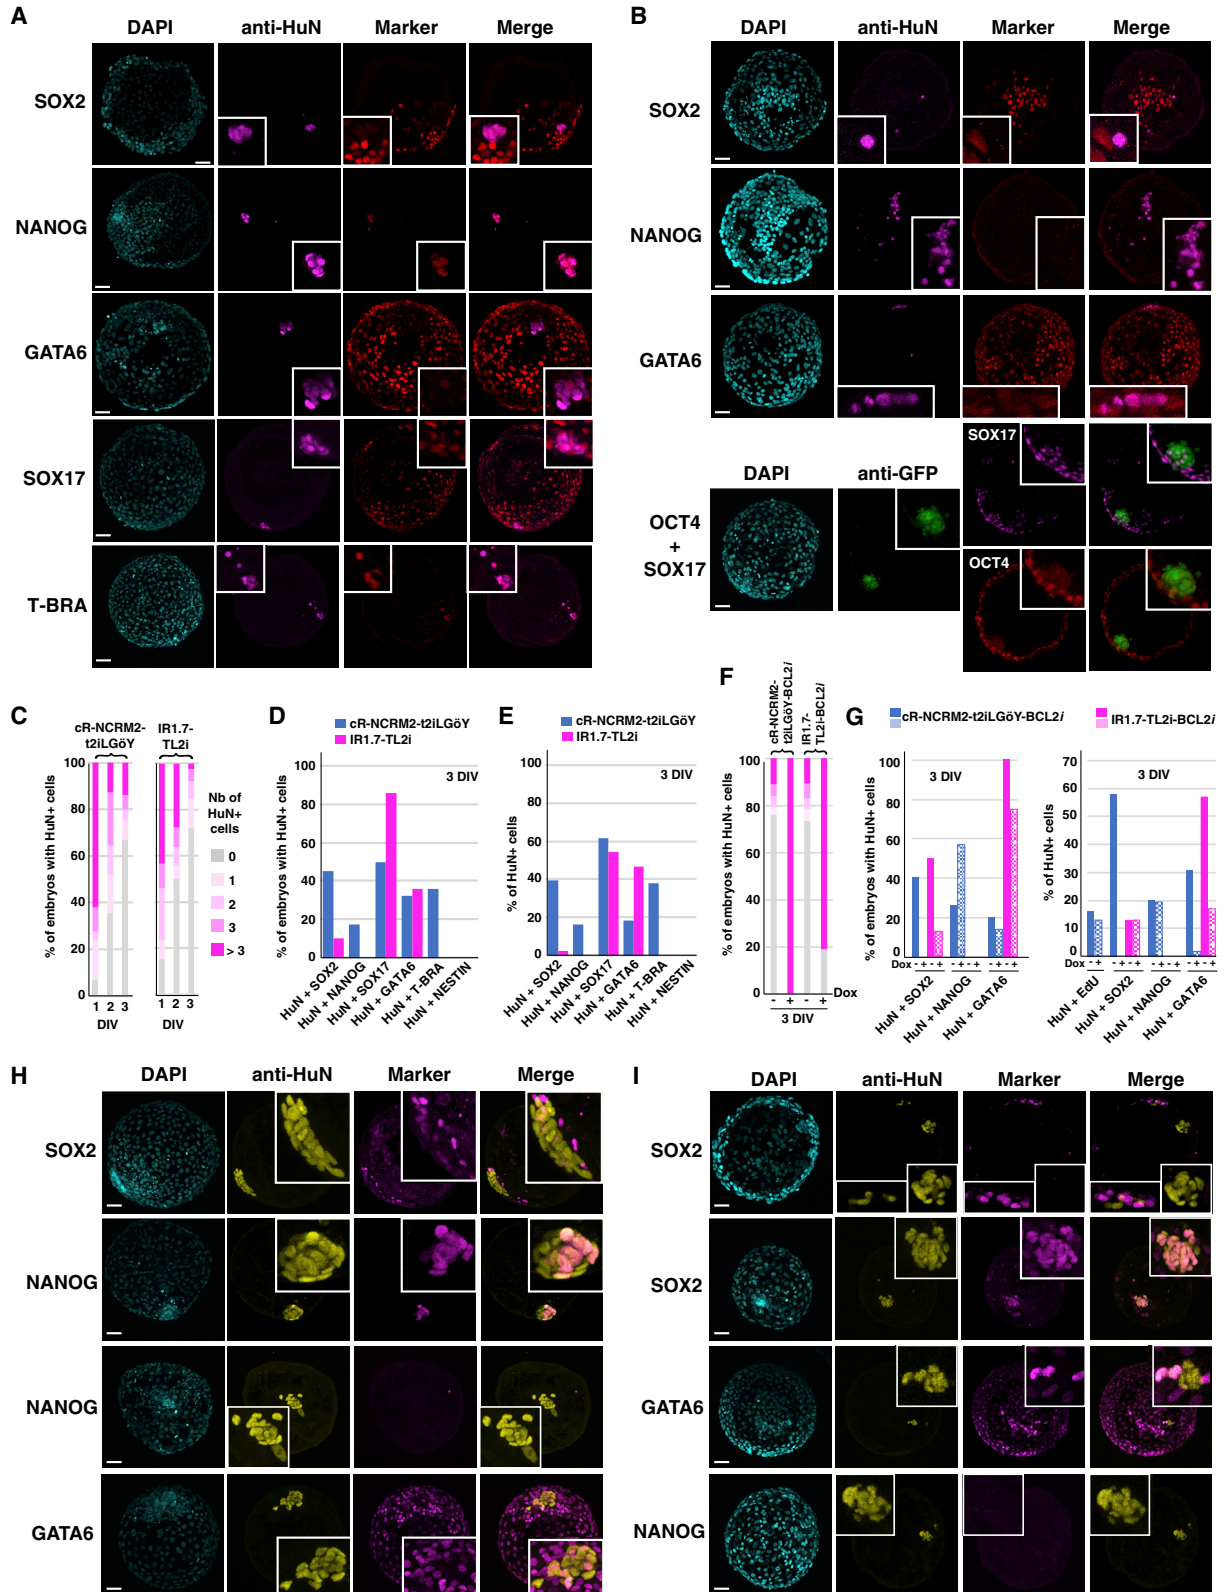 A
DAPI anti-HuN Marker Merge
SOX2
NANOG
GATA6
SOX17
T-BRA
B
DAPI anti-HuN Marker Merge
SOX2
NANOG
GATA6
DAPI anti-GFP
OCT4
+
SOX17
SOX17
OCT4
C
cR-NCRM2-
t2iLGöY
IR1.7-
TL2i
% of embryos with HuN+ cells
100
80
60
40
20
0
1 2 3
DIV
1 2 3
DIV
Nb of
HuN+
cells
0
1
2
3
> 3
D
cR-NCRM2-t2iLGöY
IR1.7-TL2i
3 DIV
% of embryos with HuN+ cells
100
80
60
40
20
0
HuN + SOX2
HuN + NANOG
HuN + SOX17
HuN + GATA6
HuN + T-BRA
HuN + NESTIN
E
cR-NCRM2-t2iLGöY
IR1.7-TL2i
3 DIV
% of HuN+ cells
100
80
60
40
20
0
HuN + SOX2
HuN + NANOG
HuN + SOX17
HuN + GATA6
HuN + T-BRA
HuN + NESTIN
F
cR-NCRM2-
t2iLGöY-BCL2i
IR1.7-
TL2i-BCL2i
% of embryos with HuN+ cells
100
80
60
40
20
0
- + - + Dox
3 DIV
G
cR-NCRM2-t2iLGöY-BCL2i
IR1.7-TL2i-BCL2i
3 DIV
% of embryos with HuN+ cells
100
80
60
40
20
0
Dox - + - + - + - + - + - +
HuN + SOX2
HuN + NANOG
HuN + GATA6
3 DIV
% of HuN+ cells
70
60
50
40
30
20
10
0
Dox - + - + - + - + - + - + - +
HuN + EdU
HuN + SOX2
HuN + NANOG
HuN + GATA6
H
DAPI anti-HuN Marker Merge
SOX2
NANOG
NANOG
GATA6
I
DAPI anti-HuN Marker Merge
SOX2
SOX2
GATA6
NANOG